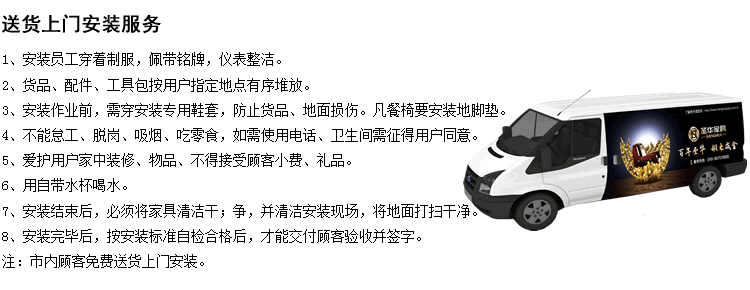 送货上门安装服务
1、安装员工穿着制服，佩带铭牌，仪表整洁。
2、货品、配件、工具包按用户指定地点有序堆放。
3、安装作业前，需穿安装专用鞋套，防止货品、地面损伤。凡餐椅要安装地脚垫。
4、不能怠工、脱岗、吸烟、吃零食，如需使用电话、卫生间需征得用户同意。
5、爱护用户家中装修、物品、不得接受顾客小费、礼品。
6、用自带水杯喝水。
7、安装结束后，必须将家具清洁干；争，并清洁安装现场，将地面打扫干净。
8、安装完毕后，按安装标准自检合格后，才能交付顾客验收并签字。
注：市内顾客免费送货上门安装。
圣华家具
百年圣华